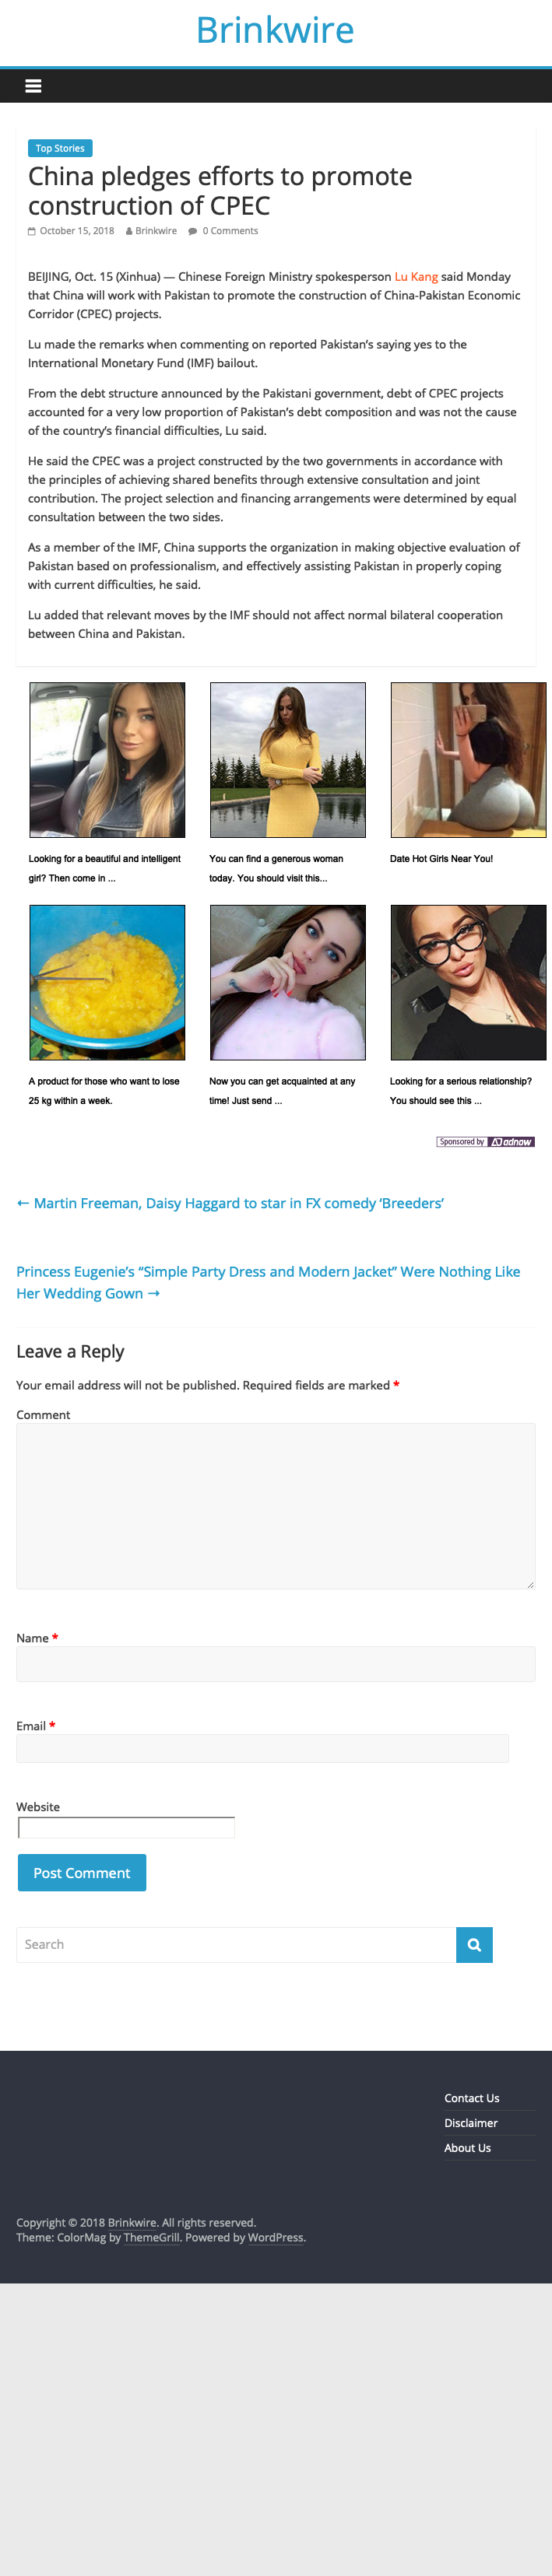 Brinkwire
Top Stories
China pledges efforts to promote
construction of CPEC
October 15, 2018 Brinkwire 0 Comments
BEIJING, Oct. 15 (Xinhua) — Chinese Foreign Ministry spokesperson Lu Kang said Monday
that China will work with Pakistan to promote the construction of China-Pakistan Economic
Corridor (CPEC) projects.
Lu made the remarks when commenting on reported Pakistan’s saying yes to the
International Monetary Fund (IMF) bailout.
From the debt structure announced by the Pakistani government, debt of CPEC projects
accounted for a very low proportion of Pakistan’s debt composition and was not the cause
of the country’s financial difficulties, Lu said.
He said the CPEC was a project constructed by the two governments in accordance with
the principles of achieving shared benefits through extensive consultation and joint
contribution. The project selection and financing arrangements were determined by equal
consultation between the two sides.
As a member of the IMF, China supports the organization in making objective evaluation of
Pakistan based on professionalism, and effectively assisting Pakistan in properly coping
with current difficulties, he said.
Lu added that relevant moves by the IMF should not affect normal bilateral cooperation
between China and Pakistan.
Looking for a beautiful and intelligent
girl? Then come in ...
You can find a generous woman
today. You should visit this...
Date Hot Girls Near You!
A product for those who want to lose
25 kg within a week.
Now you can get acquainted at any
time! Just send ...
Looking for a serious relationship?
You should see this ...
Sponsored by adnow
← Martin Freeman, Daisy Haggard to star in FX comedy ‘Breeders’
Princess Eugenie’s “Simple Party Dress and Modern Jacket” Were Nothing Like
Her Wedding Gown →
Leave a Reply
Your email address will not be published. Required fields are marked *
Comment
Name *
Email *
Website
Post Comment
Search
Contact Us
Disclaimer
About Us
Copyright © 2018 Brinkwire. All rights reserved.
Theme: ColorMag by ThemeGrill. Powered by WordPress.